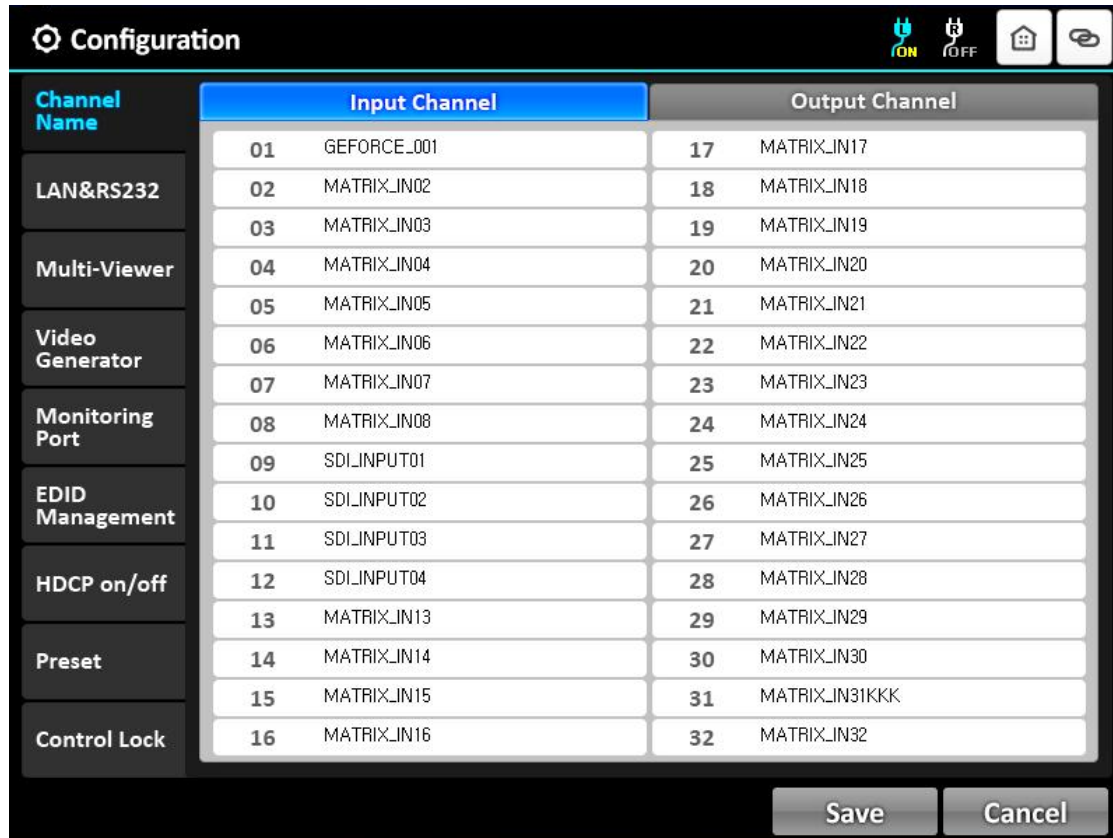 Configuration
L
ON
R
OFF
Channel
Name
LAN&RS232
Multi-Viewer
Video
Generator
Monitoring
Port
EDID
Management
HDCP on/off
Preset
Control Lock
Input Channel
Output Channel
01 GEFORCE_001
02 MATRIX_IN02
03 MATRIX_IN03
04 MATRIX_IN04
05 MATRIX_IN05
06 MATRIX_IN06
07 MATRIX_IN07
08 MATRIX_IN08
09 SDI_INPUT01
10 SDI_INPUT02
11 SDI_INPUT03
12 SDI_INPUT04
13 MATRIX_IN13
14 MATRIX_IN14
15 MATRIX_IN15
16 MATRIX_IN16
17 MATRIX_IN17
18 MATRIX_IN18
19 MATRIX_IN19
20 MATRIX_IN20
21 MATRIX_IN21
22 MATRIX_IN22
23 MATRIX_IN23
24 MATRIX_IN24
25 MATRIX_IN25
26 MATRIX_IN26
27 MATRIX_IN27
28 MATRIX_IN28
29 MATRIX_IN29
30 MATRIX_IN30
31 MATRIX_IN31KKK
32 MATRIX_IN32
Save
Cancel